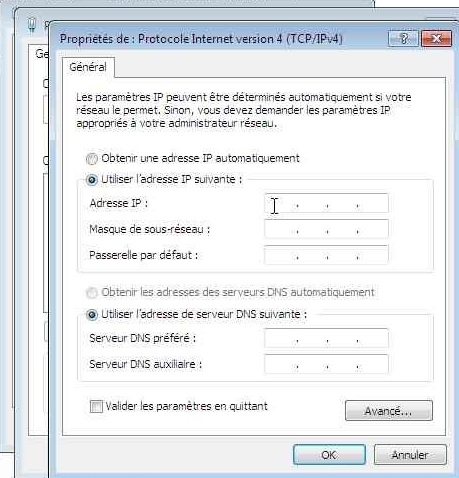 Propriétés de : Protocole Internet version 4 (TCP/IPv4)
Ge
Général
Les paramètres IP peuvent être déterminés automatiquement si votre
réseau le permet. Sinon, vous devez demander les paramètres IP
appropriés à votre administrateur réseau.
Obtenir une adresse IP automatiquement
Utiliser l'adresse IP suivante :
Adresse IP :
Masque de sous-réseau :
Passerelle par défaut :
Obtenir les adresses des serveurs DNS automatiquement
Utiliser l'adresse de serveur DNS suivante :
Serveur DNS préféré :
Serveur DNS auxiliaire :
Valider les paramètres en quittant
Avancé...
OK Annuler